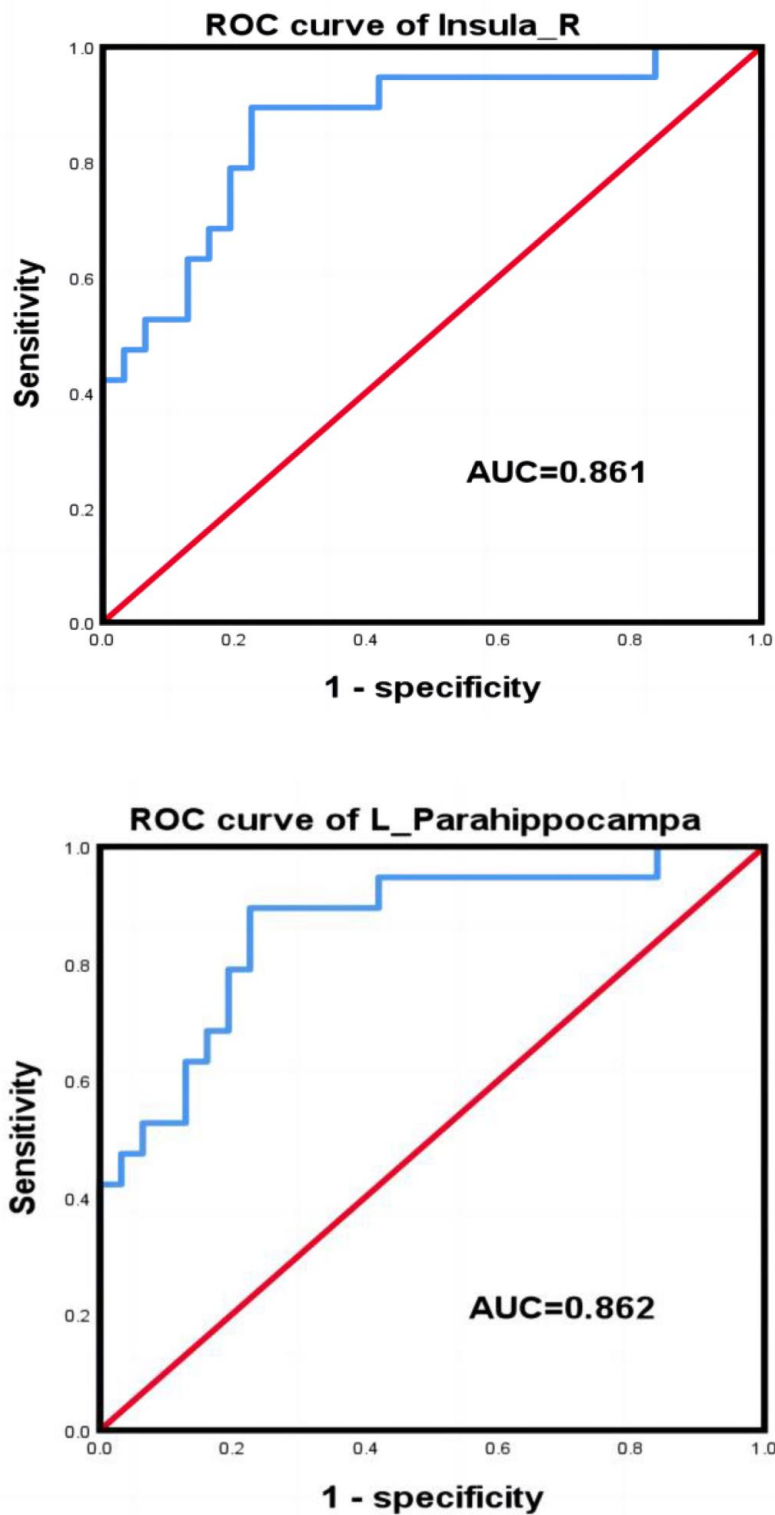 ROC curve of Insula_R
1.0
0.8
0.6
0.4
0.2
0.0
Sensitivity
AUC=0.861
0.0 0.2 0.4 0.6 0.8 1.0
1 - specificity
ROC curve of L_Parahippocampa
1.0
0.8
0.6
0.4
0.2
0.0
Sensitivity
AUC=0.862
0.0 0.2 0.4 0.6 0.8 1.0
1 - specificity